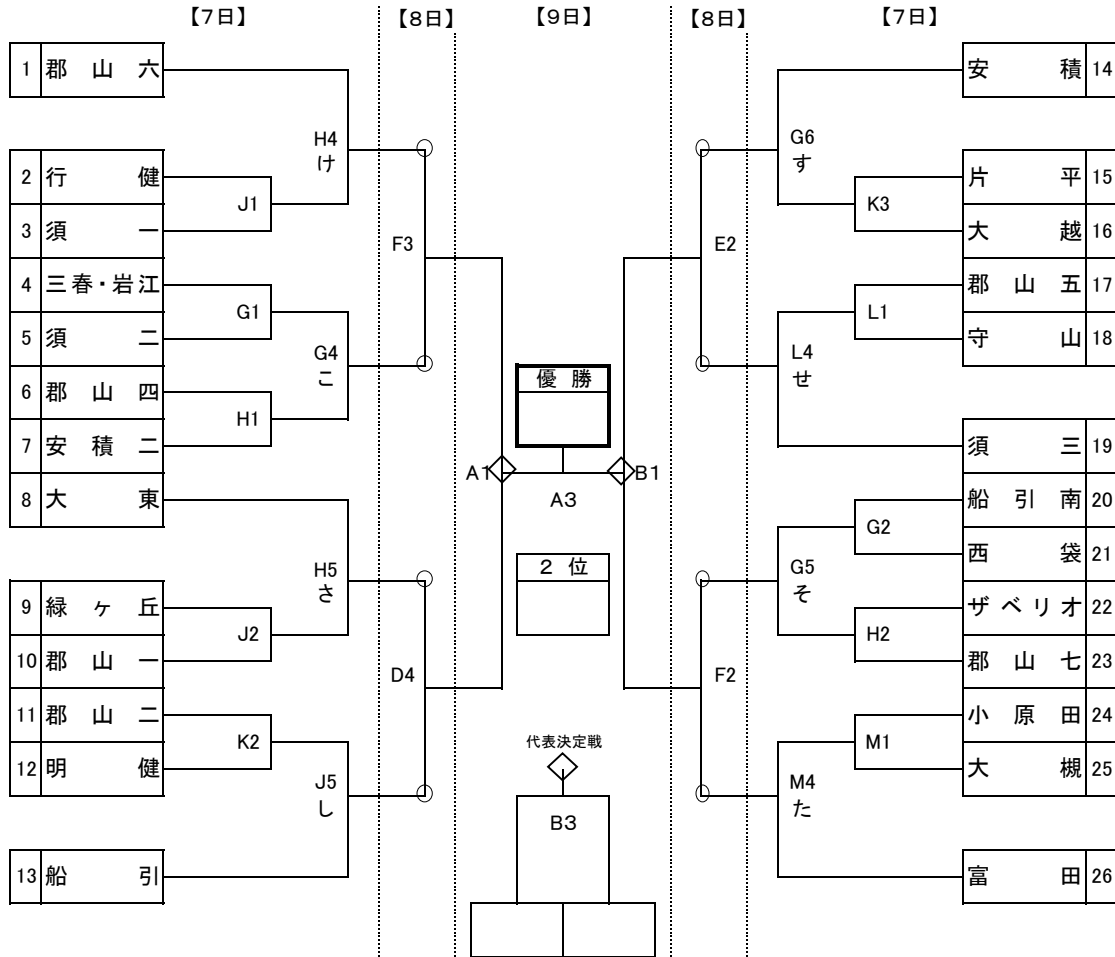 【7日】 【8日】 【9日】 【8日】 【7日】
1 郡山六
H4
け
2 行健
J1
3 須一
F3
4 三春・岩江
G1
5 須二
G4
こ
6 郡山四
H1
7 安積二
A1
8 大東
H5
さ
9 緑ヶ丘
J2
10 郡山一
D4
11 郡山二
K2
12 明健
J5
し
13 船引
優勝
A3
2位
代表決定戦
B3
安積 14
G6
す
片平 15
K3
大越 16
E2
郡山五 17
L1
守山 18
L4
せ
須三 19
B1
船引南 20
G2
西袋 21
G5
そ
ザベリオ 22
H2
郡山七 23
F2
小原田 24
M1
大槻 25
M4
た
富田 26